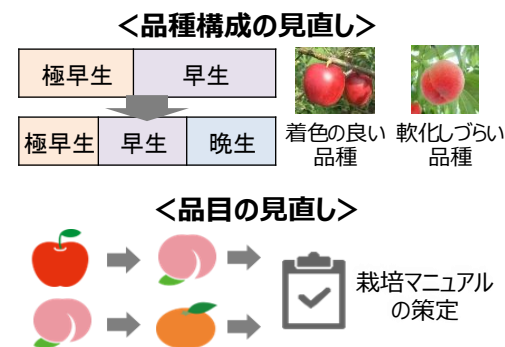 ＜品種構成の見直し＞
極早生 早生
極早生 早生 晩生
着色の良い 軟化しづらい
品種 品種
＜品目の見直し＞
栽培マニュアル
の策定